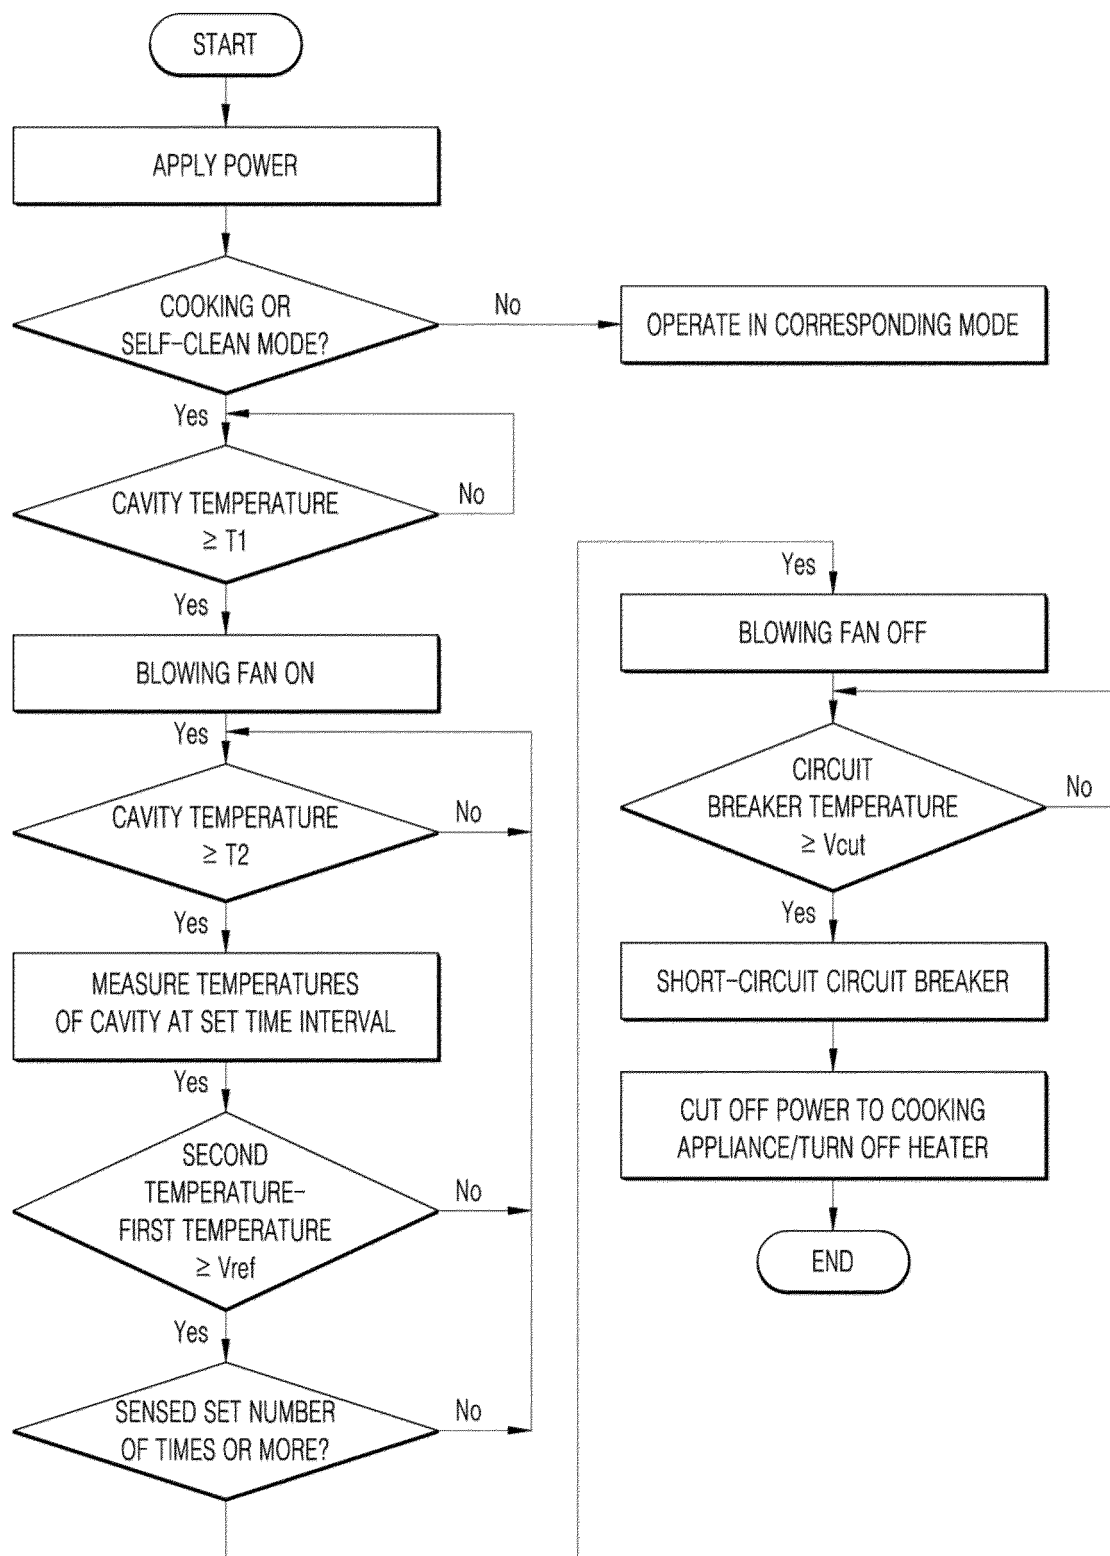 START
APPLY POWER
COOKING OR
SELF-CLEAN MODE?
No
OPERATE IN CORRESPONDING MODE
Yes
CAVITY TEMPERATURE
≥ T1
No
Yes
BLOWING FAN ON
Yes
CAVITY TEMPERATURE
≥ T2
No
Yes
MEASURE TEMPERATURES
OF CAVITY AT SET TIME INTERVAL
Yes
SECOND
TEMPERATURE-
FIRST TEMPERATURE
≥ Vref
No
Yes
SENSED SET NUMBER
OF TIMES OR MORE?
No
Yes
BLOWING FAN OFF
CIRCUIT
BREAKER TEMPERATURE
≥ Vcut
No
Yes
SHORT-CIRCUIT CIRCUIT BREAKER
CUT OFF POWER TO COOKING
APPLIANCE/TURN OFF HEATER
END